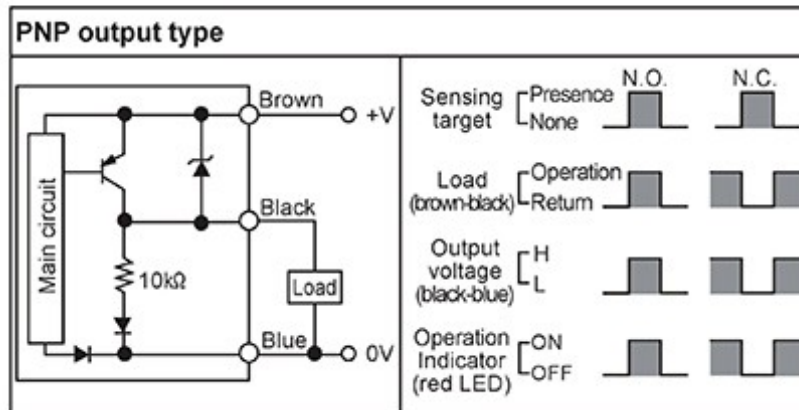 PNP output type
Brown
+V
Main circuit
Black
10kΩ
Load
Blue
0V
N.O. N.C.
Sensing target
Presence
None
Load (brown-black)
Operation
Return
Output voltage (black-blue)
H
L
Operation Indicator (red LED)
ON
OFF